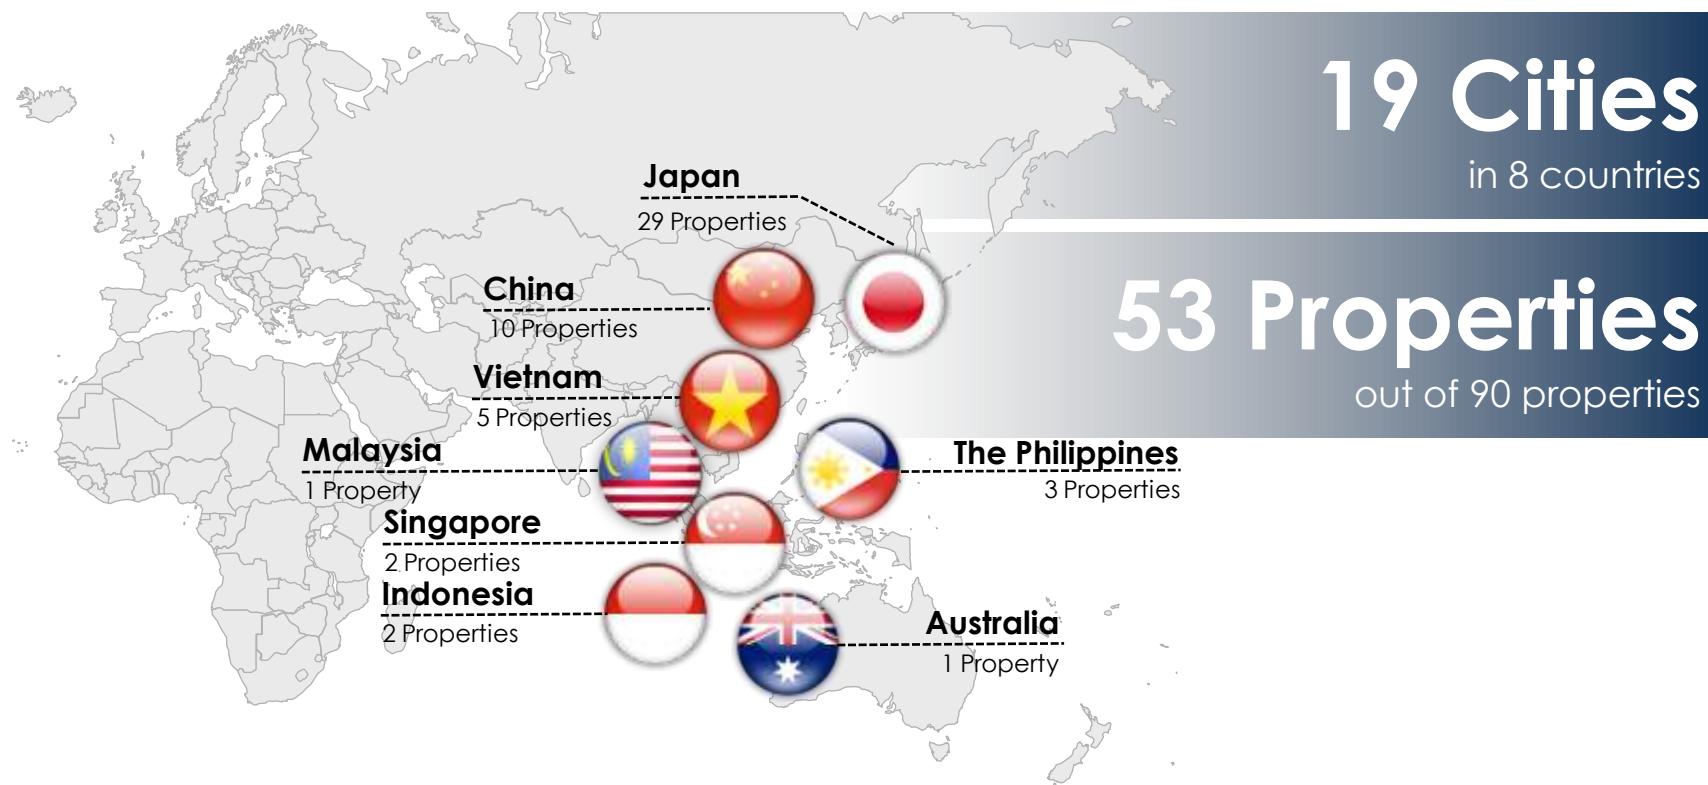 19 Cities
in 8 countries
53 Properties
out of 90 properties
Japan
29 Properties
China
10 Properties
Vietnam
5 Properties
Malaysia
1 Property
The Philippines
3 Properties
Singapore
2 Properties
Indonesia
2 Properties
Australia
1 Property